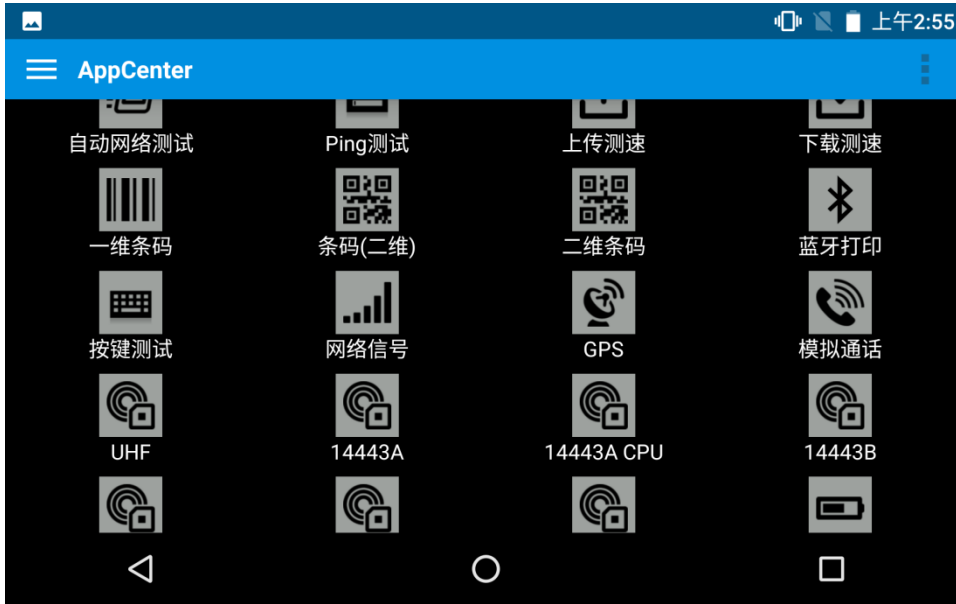 上午2:55
AppCenter
自动网络测试 Ping测试 上传测速 下载测速
一维条码 条码(二维) 二维条码 蓝牙打印
按键测试 网络信号 GPS 模拟通话
UHF 14443A 14443A CPU 14443B